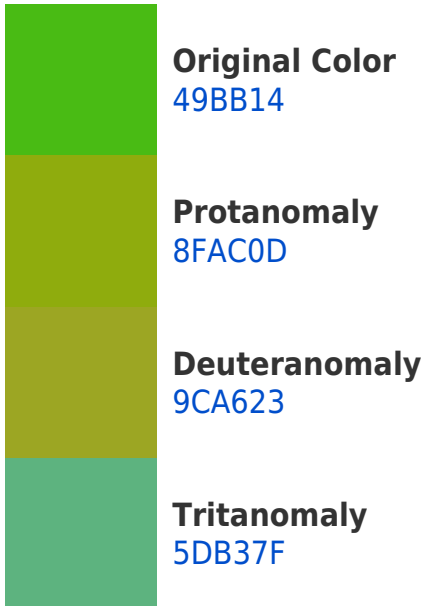 Original Color
49BB14
Protanomaly
8FAC0D
Deuteranomaly
9CA623
Tritanomaly
5DB37F